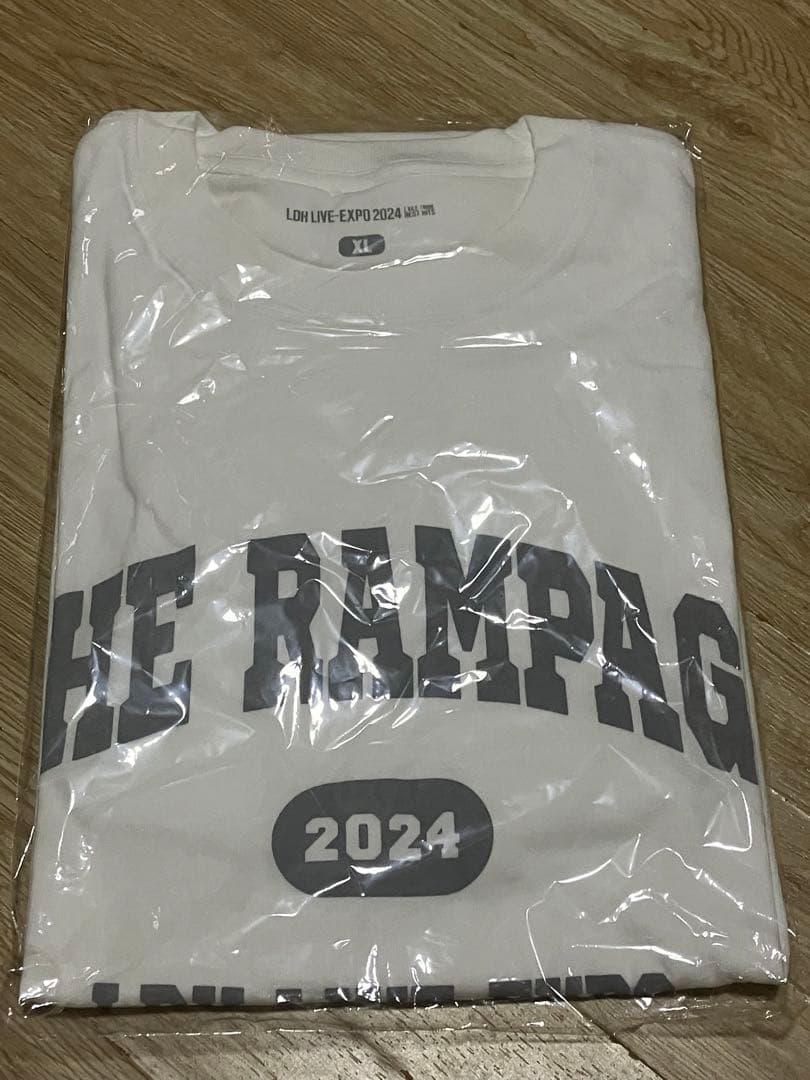 LDH LIVE-EXPO 2024
XL
HE RAMPAG
2024